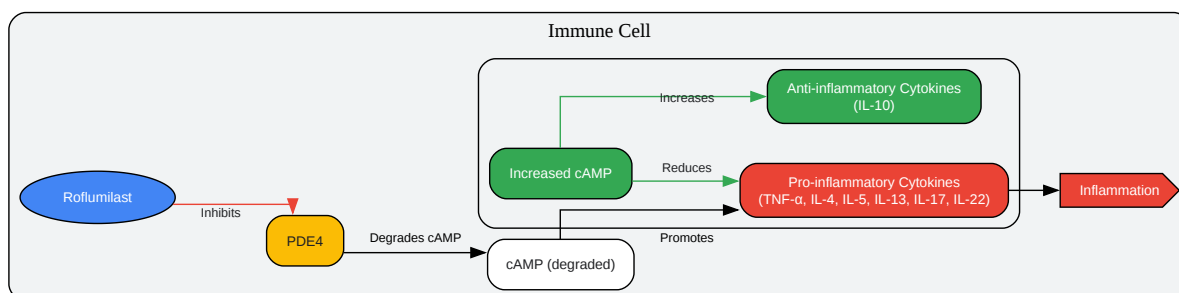 Immune Cell
Anti-inflammatory Cytokines
(IL-10)
Increases
Increased cAMP
Reduces
Pro-inflammatory Cytokines
(TNF-α, IL-4, IL-5, IL-13, IL-17, IL-22)
Inflammation
Roflumilast
Inhibits
PDE4
Degrades cAMP
Promotes
cAMP (degraded)